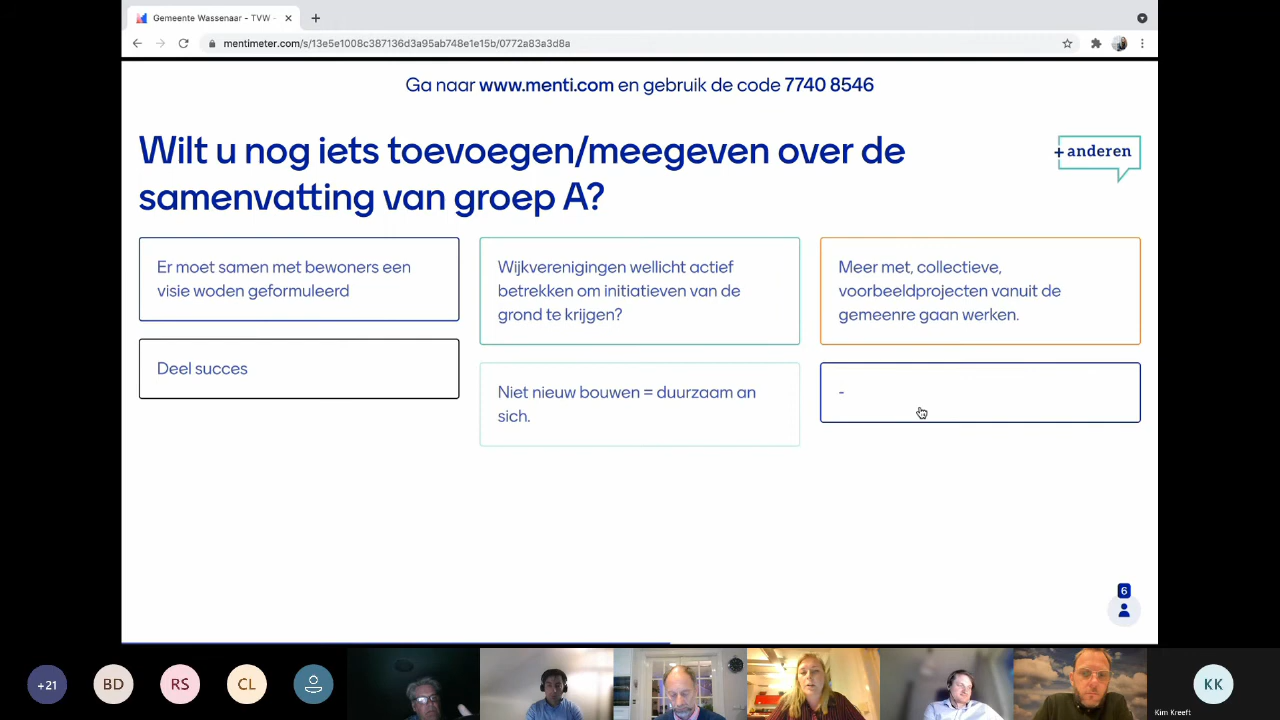 Gemeente Wassenaar - TVW -
mentimeter.com/s/13e5e1008c387136d3a95ab748e1e15b/0772a83a3d8a
Ga naar www.menti.com en gebruik de code 7740 8546
Wilt u nog iets toevoegen/meegeven over de
samenvatting van groep A?
+anderen
Er moet samen met bewoners een
visie woden geformuleerd
Wijkverenigingen wellicht actief
betrekken om initiatieven van de
grond te krijgen?
Meer met, collectieve,
voorbeeldprojecten vanuit de
gemeenre gaan werken.
Deel succes
Niet nieuw bouwen = duurzaam an
sich.
-
6
+21
BD
RS
CL
KK
Kim Kreeft